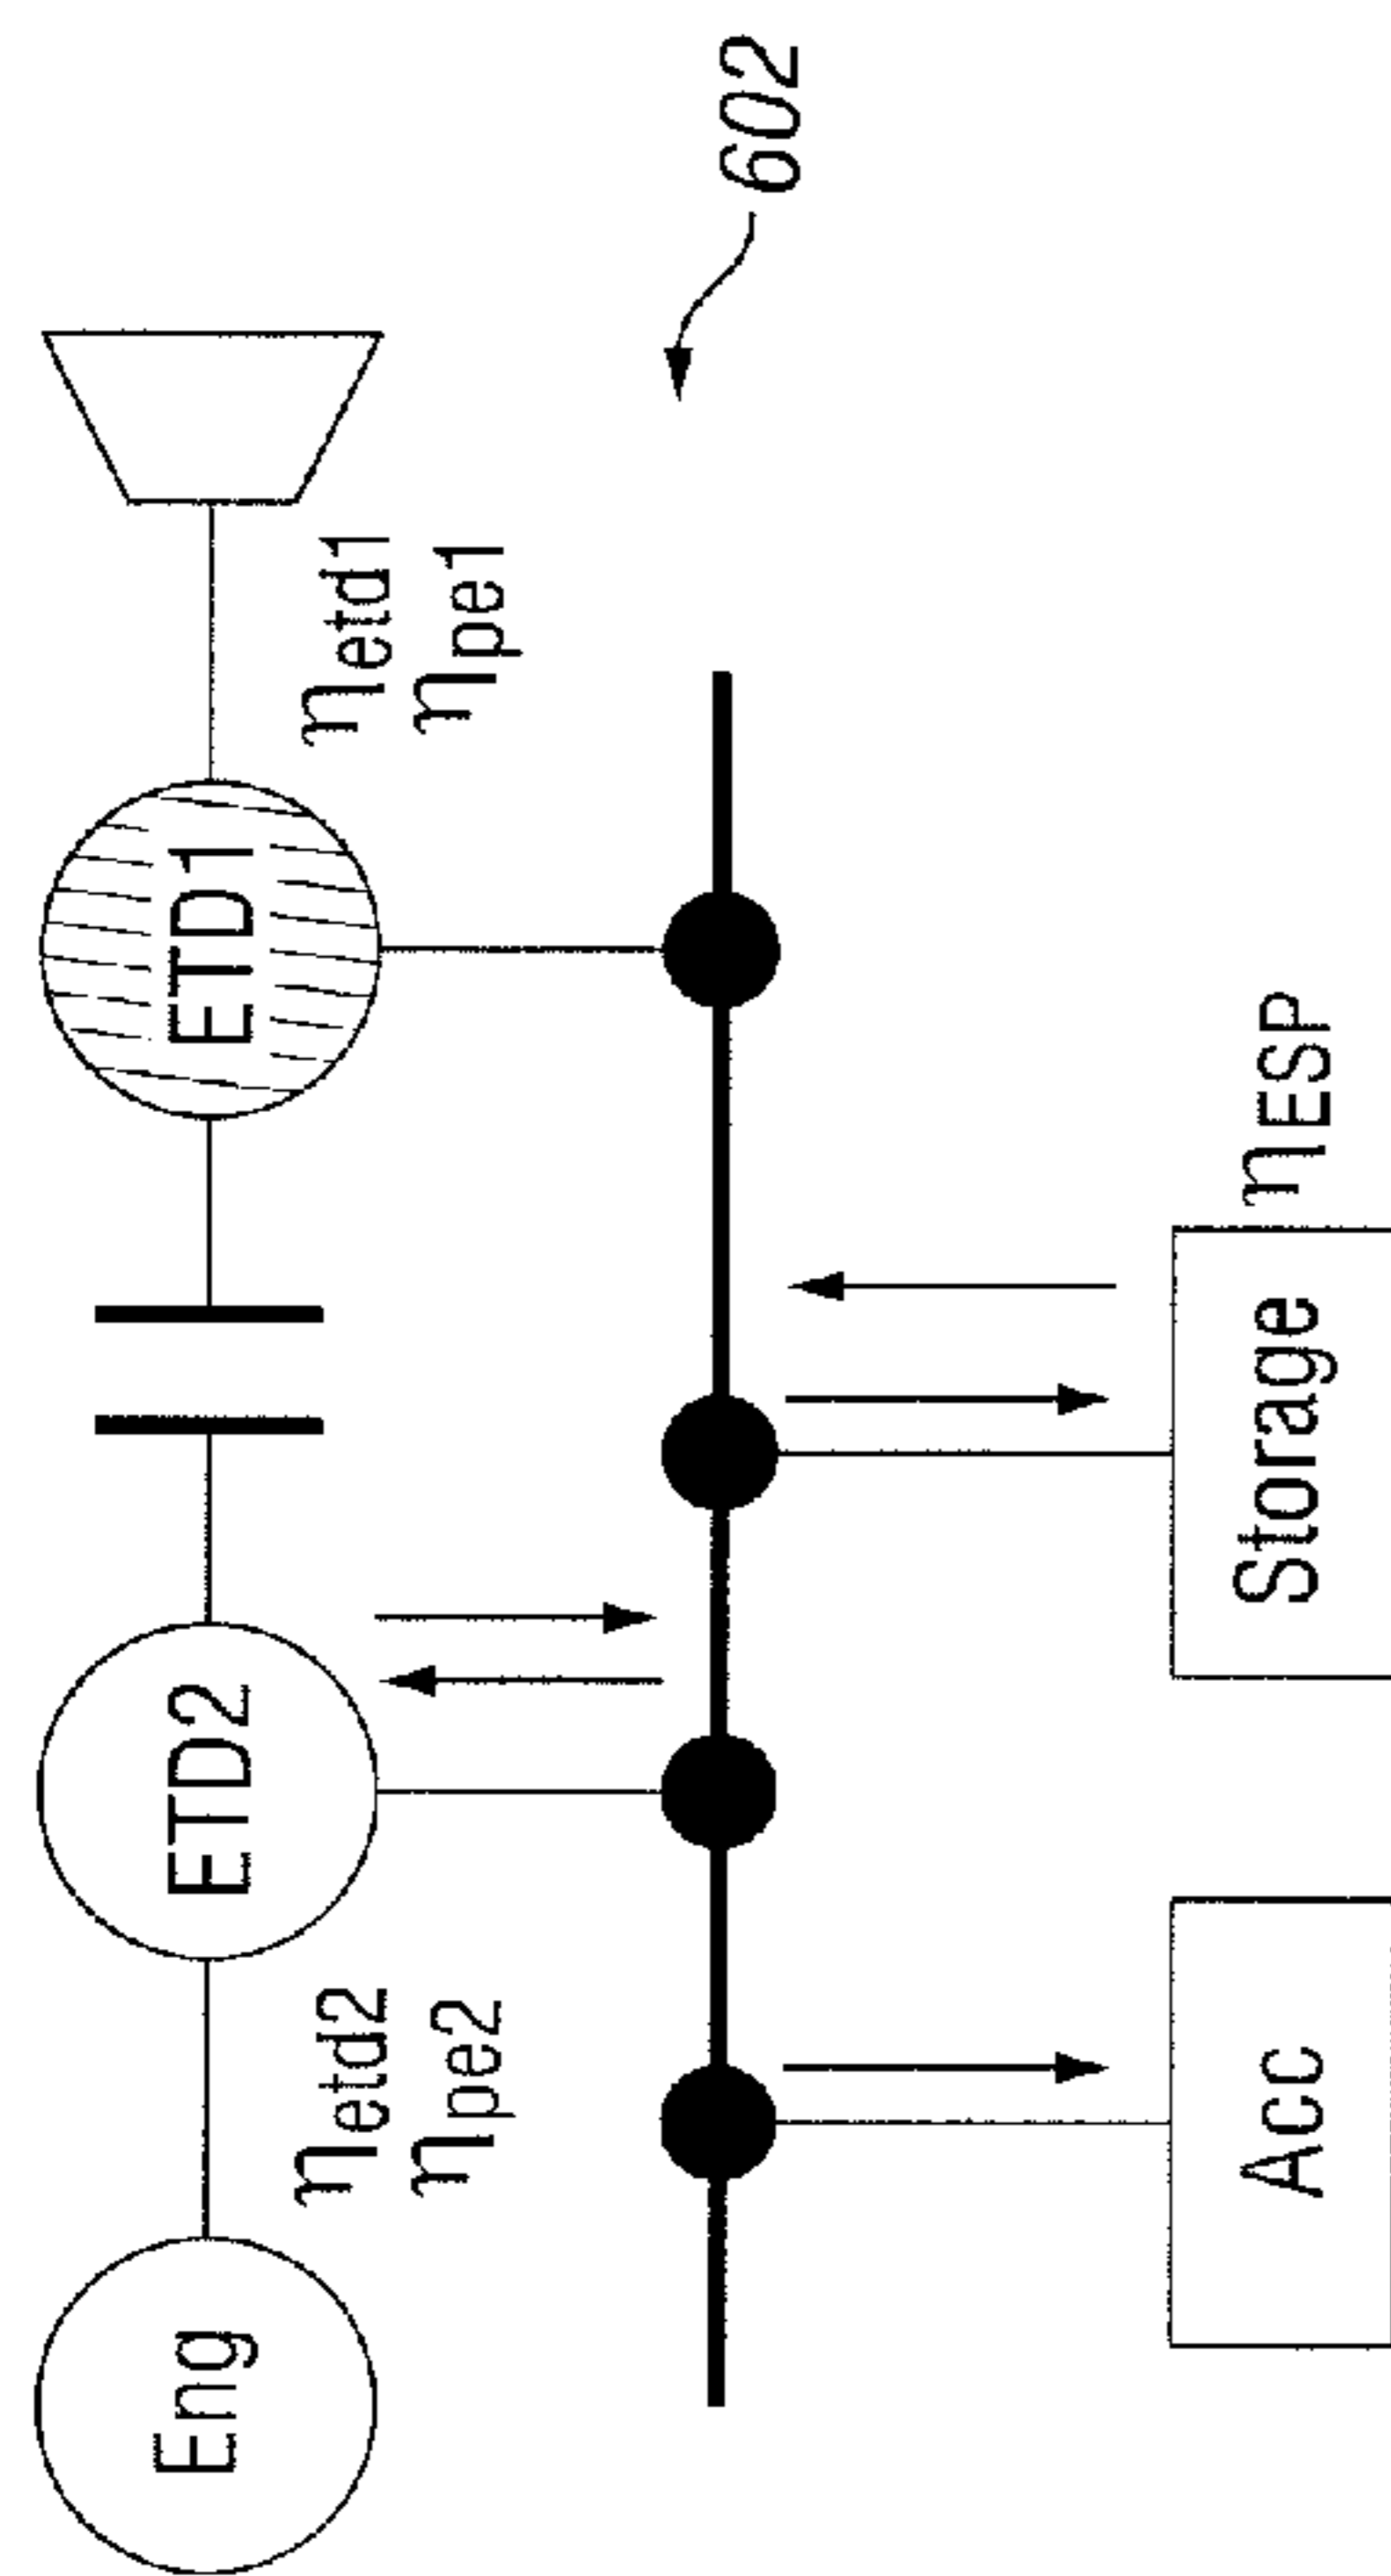 602
Eng
ETD2
ETD1
ηetd2
ηpe2
ηetd1
ηpe1
Acc
Storage
ηESP